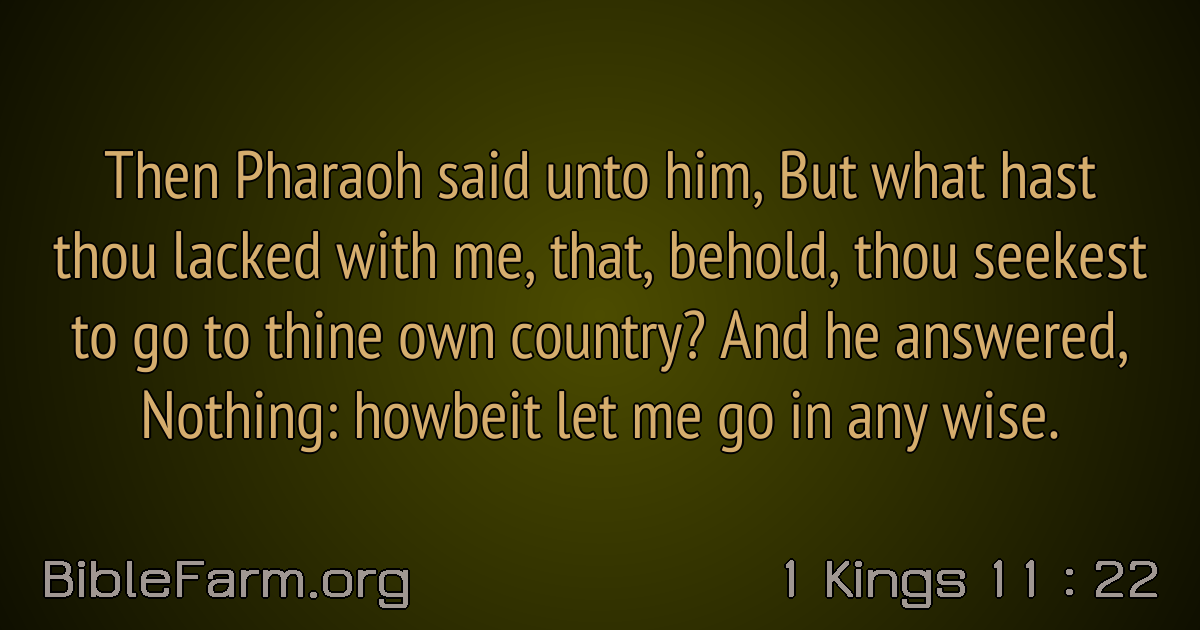 Then Pharaoh said unto him, But what hast
thou lacked with me, that, behold, thou seekest
to go to thine own country? And he answered,
Nothing: howbeit let me go in any wise.
BibleFarm.org
1 Kings 11 : 22